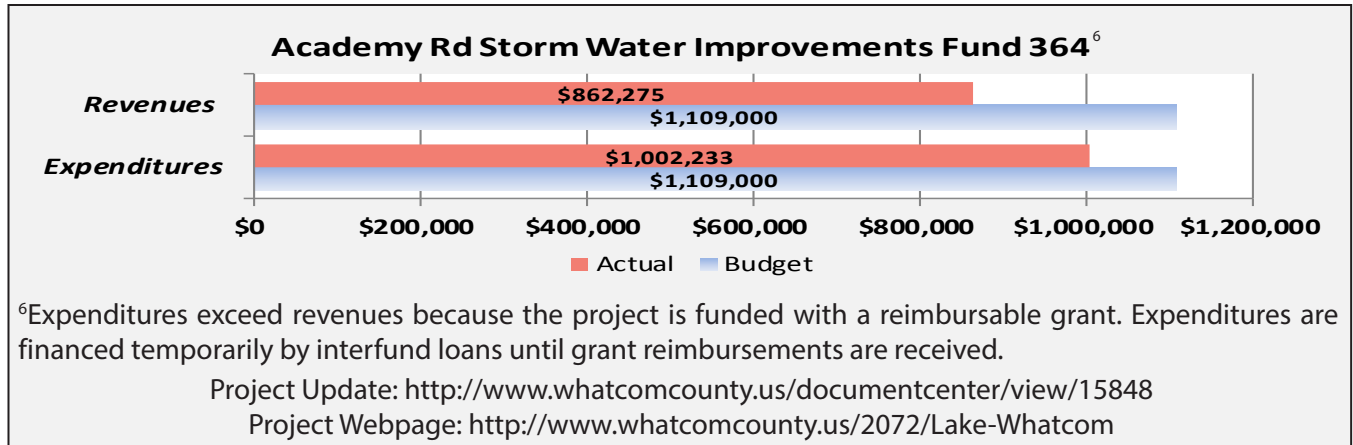 Academy Rd Storm Water Improvements Fund 364⁶
Revenues
$862,275
$1,109,000
Expenditures
$1,002,233
$1,109,000
$0 $200,000 $400,000 $600,000 $800,000 $1,000,000 $1,200,000
Actual Budget
⁶Expenditures exceed revenues because the project is funded with a reimbursable grant. Expenditures are
financed temporarily by interfund loans until grant reimbursements are received.
Project Update: http://www.whatcomcounty.us/documentcenter/view/15848
Project Webpage: http://www.whatcomcounty.us/2072/Lake-Whatcom